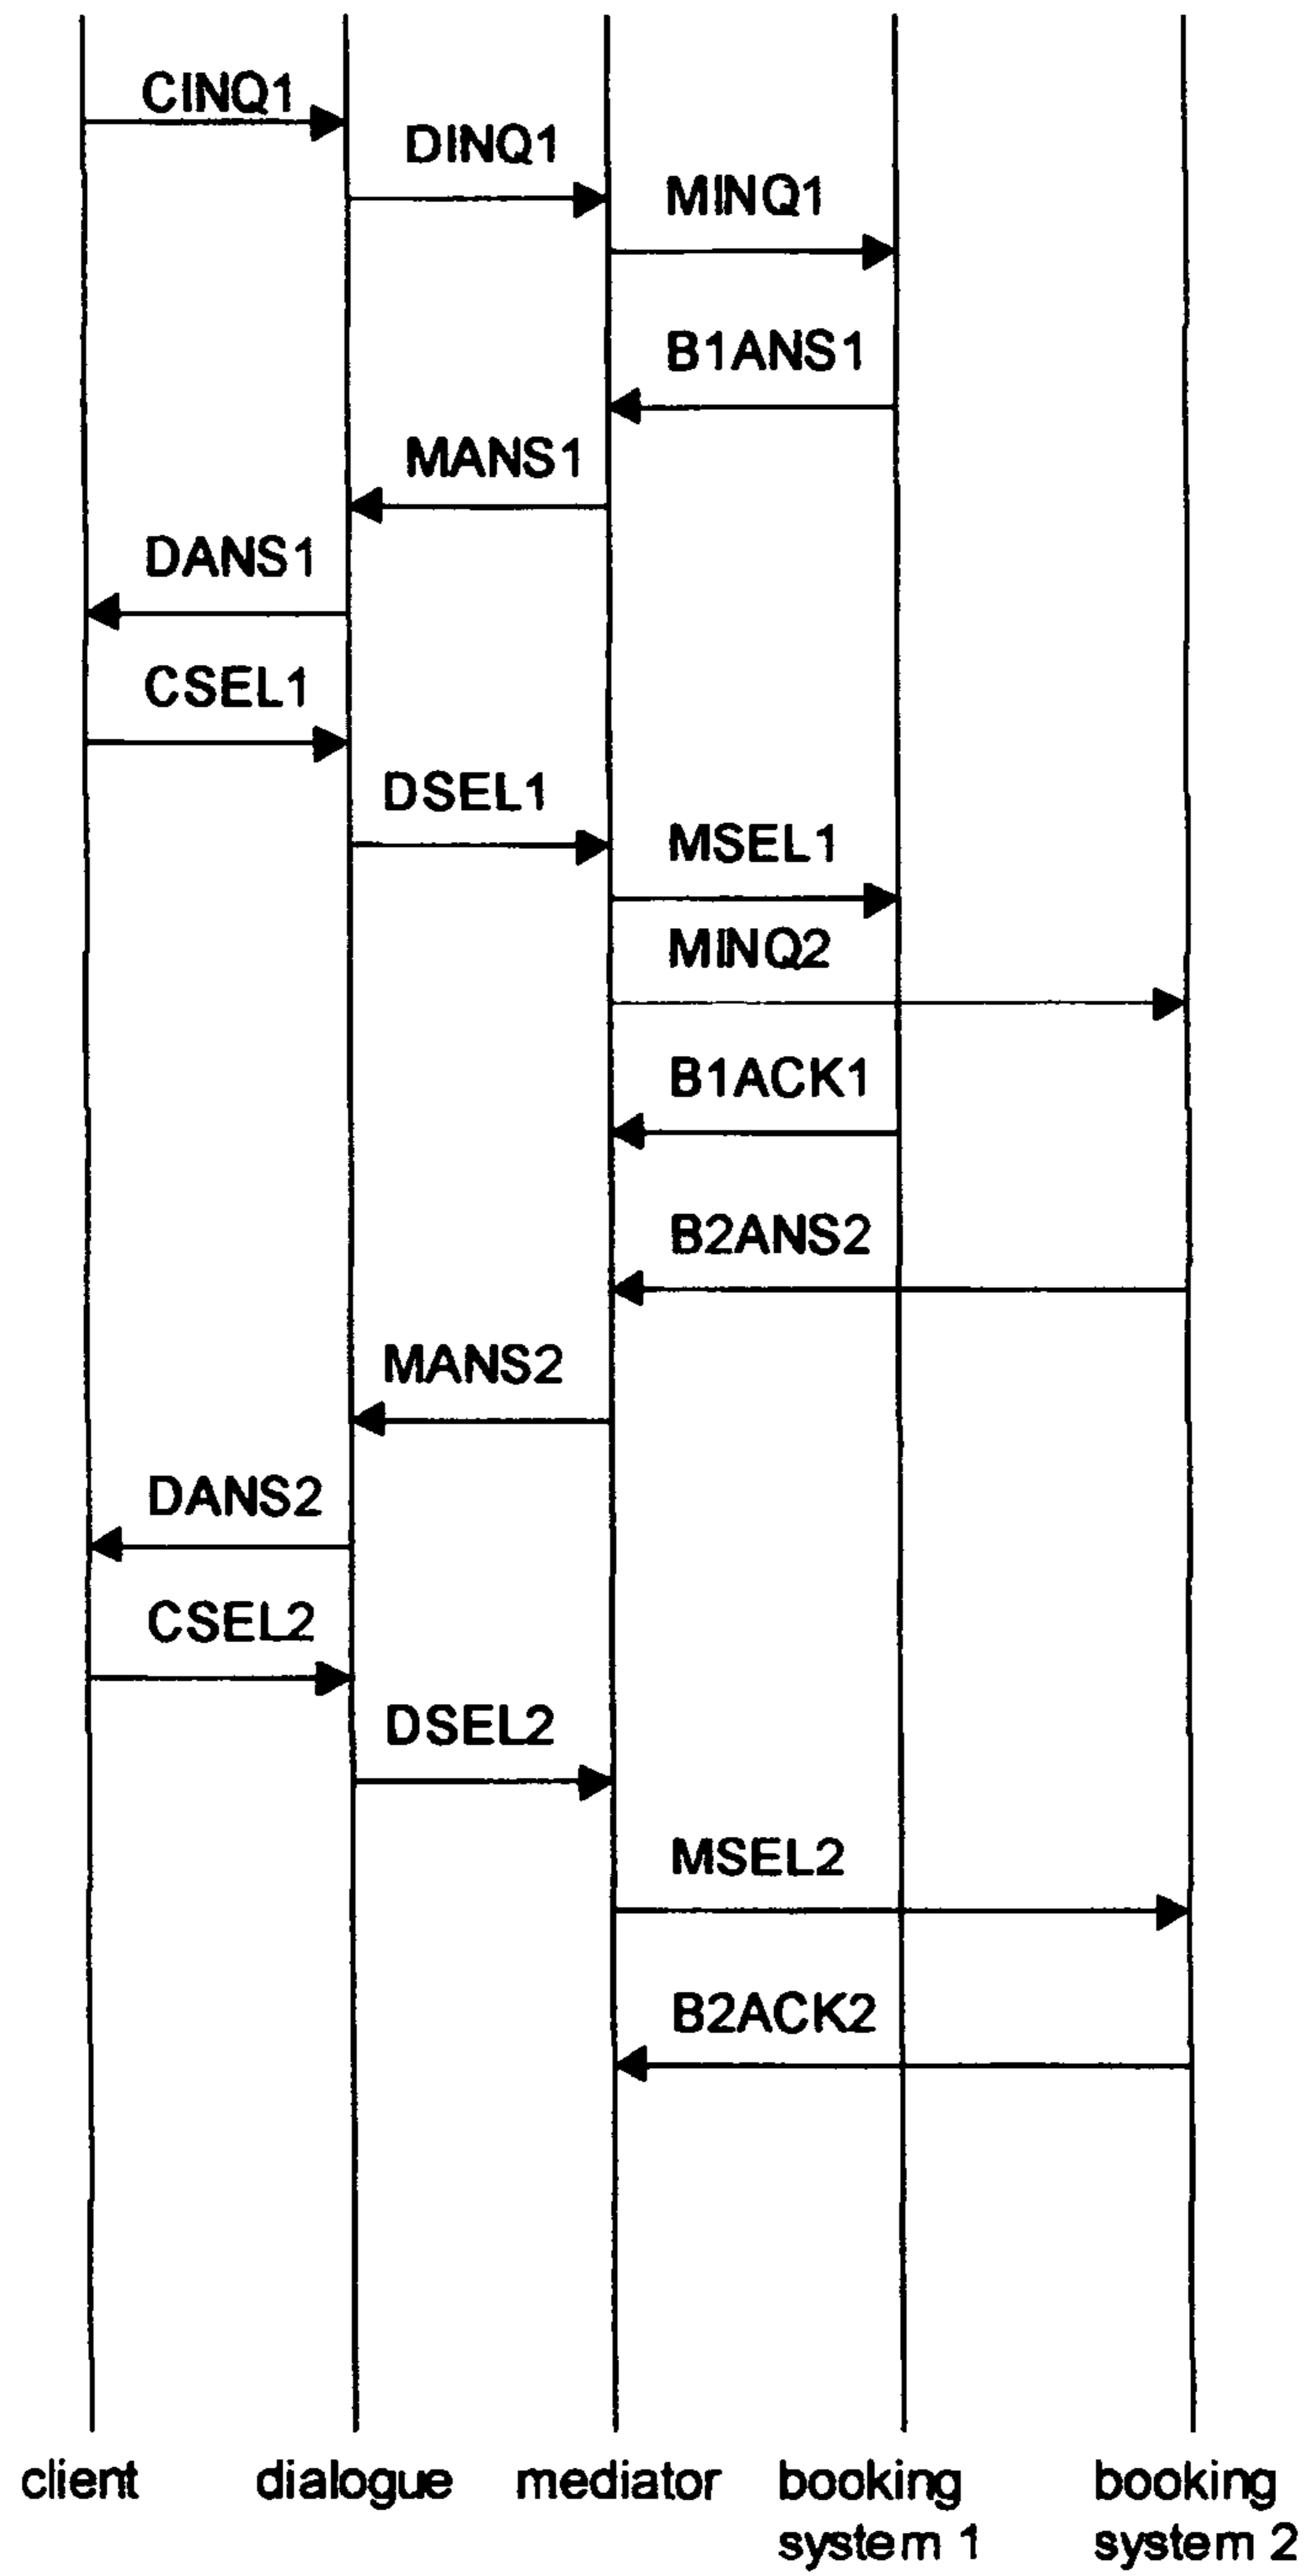 CINQ1
DINQ1
MINQ1
B1ANS1
MANS1
DANS1
CSEL1
DSEL1
MSEL1
MINQ2
B1ACK1
B2ANS2
MANS2
DANS2
CSEL2
DSEL2
MSEL2
B2ACK2
client dialogue mediator booking booking
system 1 system 2